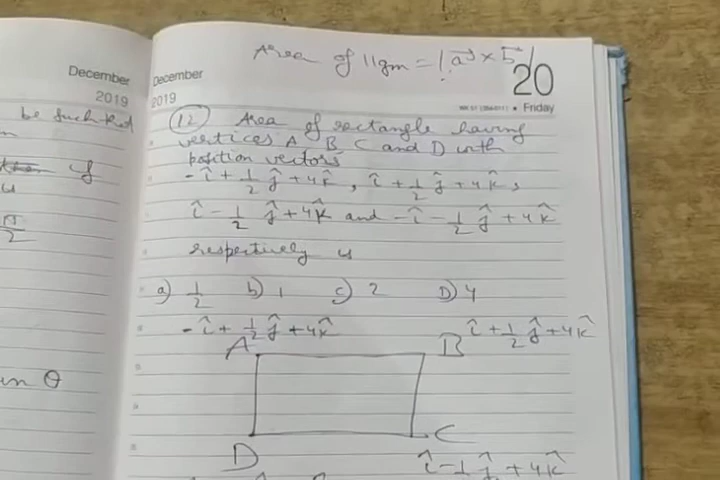 Area of 11gm = |a × b|
December
2019
December
2019
20
Friday
be such that
(12) Area of rectangle having
vertices A B C and D with
position vectors
-î + 1/2 ĵ + 4k̂, î + 1/2 ĵ + 4k̂,
î - 1/2 ĵ + 4k̂ and -î - 1/2 ĵ + 4k̂
respectively is
a) 1/2 b) 1 c) 2 D) 4
-î + 1/2 ĵ + 4k̂
î + 1/2 ĵ + 4k̂
A B
θ
D C
î - 1/2 ĵ + 4k̂